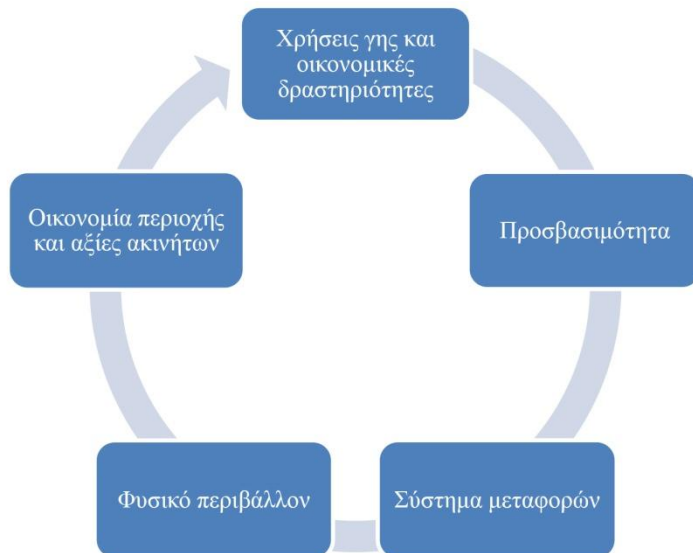 Χρήσεις γης και
οικονομικές
δραστηριότητες
Προσβασιμότητα
Σύστημα μεταφορών
Φυσικό περιβάλλον
Οικονομία περιοχής
και αξίες ακινήτων